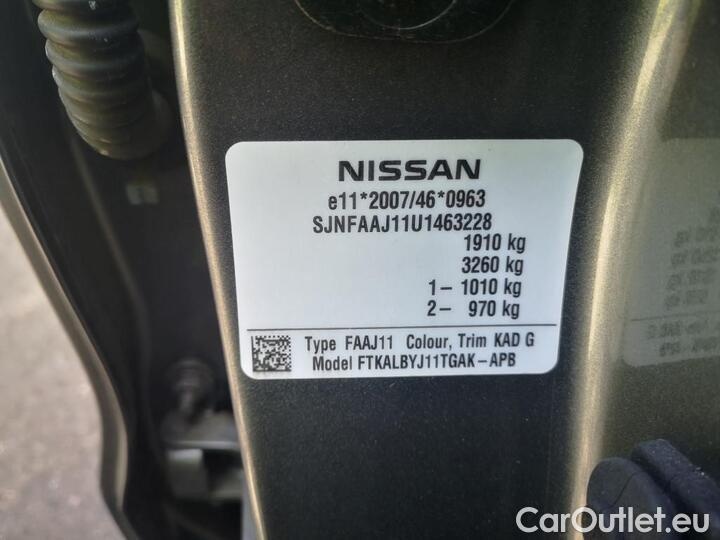 NISSAN
e11*2007/46*0963
SJNFAAJ11U1463228
1910 kg
3260 kg
1- 1010 kg
2- 970 kg
Type FAAJ11 Colour, Trim KAD G
Model FTKALBYJ11TGAK-APB
CarOutlet.eu